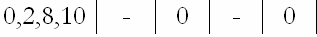 0,2,8,10 | - | 0 | - | 0